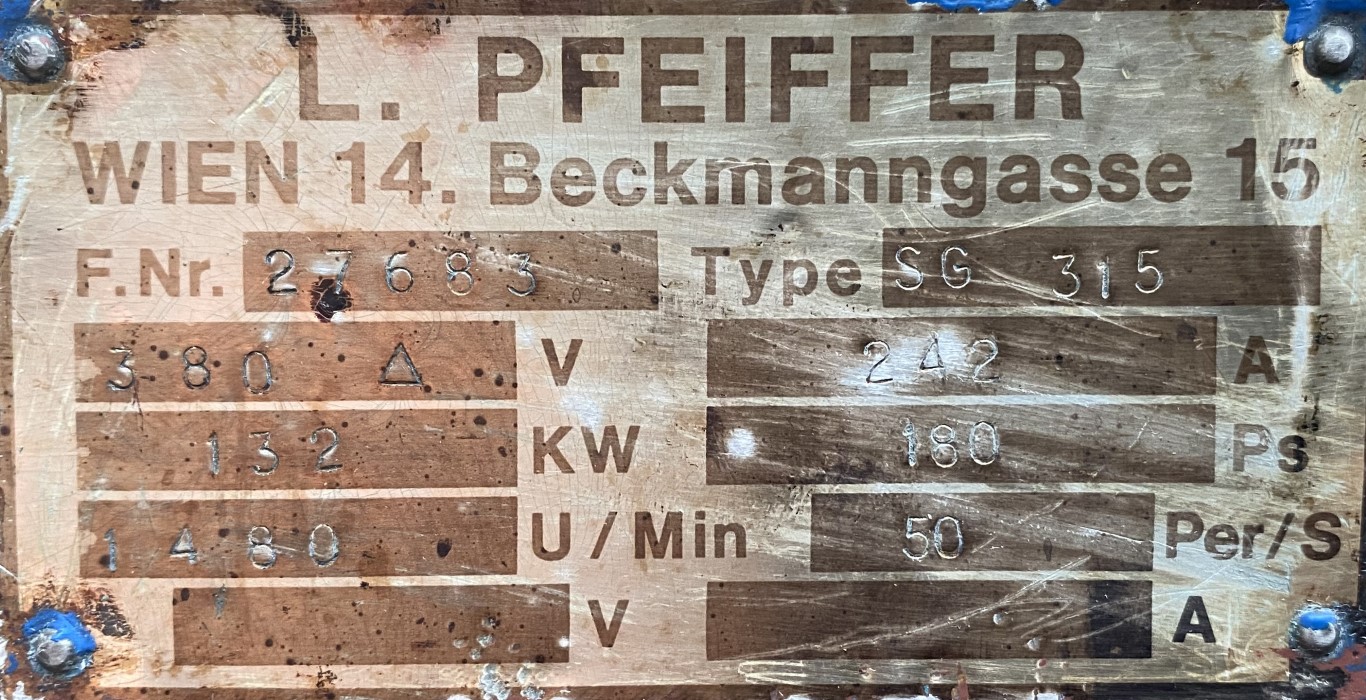 L. PFEIFFER
WIEN 14. Beckmanngasse 15
F.Nr. 27683 Type SG 315
380 Δ V 242 A
132 KW 180 Ps
1480 U/Min 50 Per/S
V A